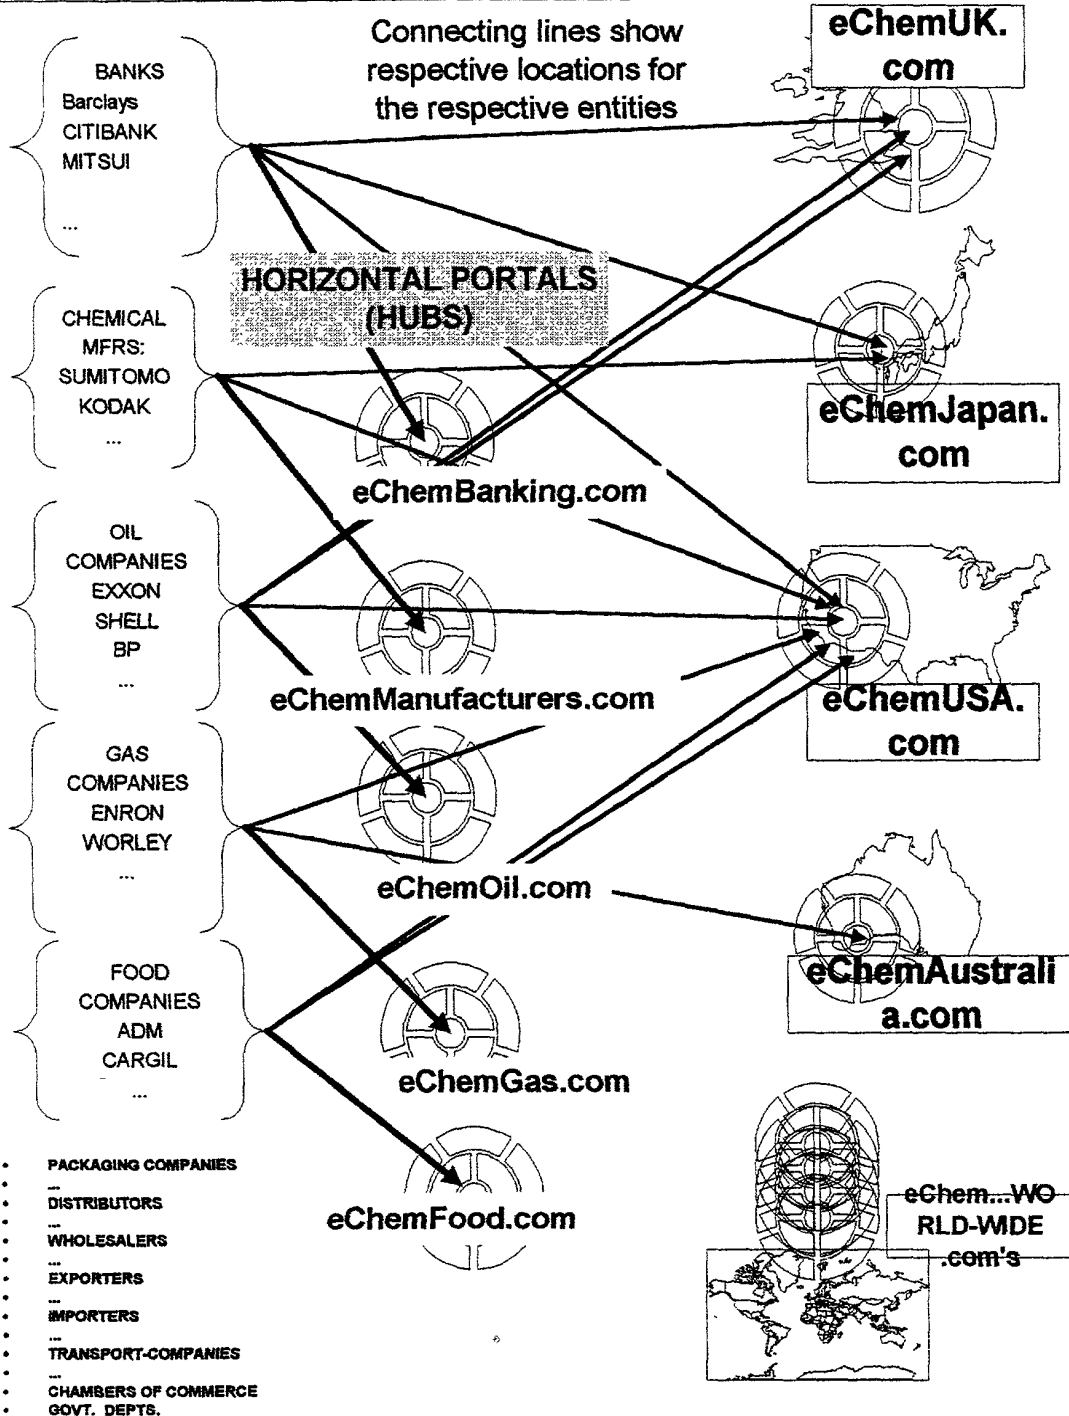 Connecting lines show
respective locations for
the respective entities
BANKS
Barclays
CITIBANK
MITSUI
...
CHEMICAL
MFRS:
SUMITOMO
KODAK
...
OIL
COMPANIES
EXXON
SHELL
BP
...
GAS
COMPANIES
ENRON
WORLEY
...
FOOD
COMPANIES
ADM
CARGIL
...
• PACKAGING COMPANIES
• ...
• DISTRIBUTORS
• ...
• WHOLESALERS
• ...
• EXPORTERS
• ...
• IMPORTERS
• ...
• TRANSPORT-COMPANIES
• ...
• CHAMBERS OF COMMERCE
• GOVT. DEPTS.
HORIZONTAL PORTALS
(HUBS)
eChemBanking.com
eChemManufacturers.com
eChemOil.com
eChemGas.com
eChemFood.com
eChemUK.
com
eChemJapan.
com
eChemUSA.
com
eChemAustrali
a.com
eChem...WO
RLD-WIDE
.com's